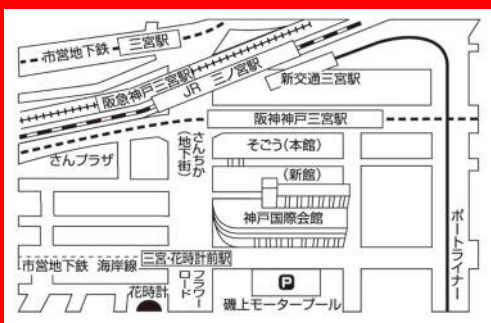 市営地下鉄
三宮駅
阪急神戸三宮駅
JR 三ノ宮駅
新交通三宮駅
阪神神戸三宮駅
さんちか
(地下街)
そごう(本館)
さんプラザ
(新館)
神戸国際会館
ポートライナー
三宮・花時計前駅
市営地下鉄 海岸線
フラワー
ロード
花時計
P
磯上モータープール